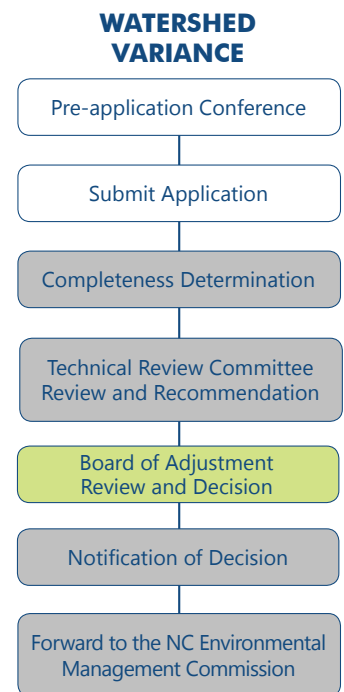 WATERSHED
VARIANCE
Pre-application Conference
Submit Application
Completeness Determination
Technical Review Committee
Review and Recommendation
Board of Adjustment
Review and Decision
Notification of Decision
Forward to the NC Environmental
Management Commission